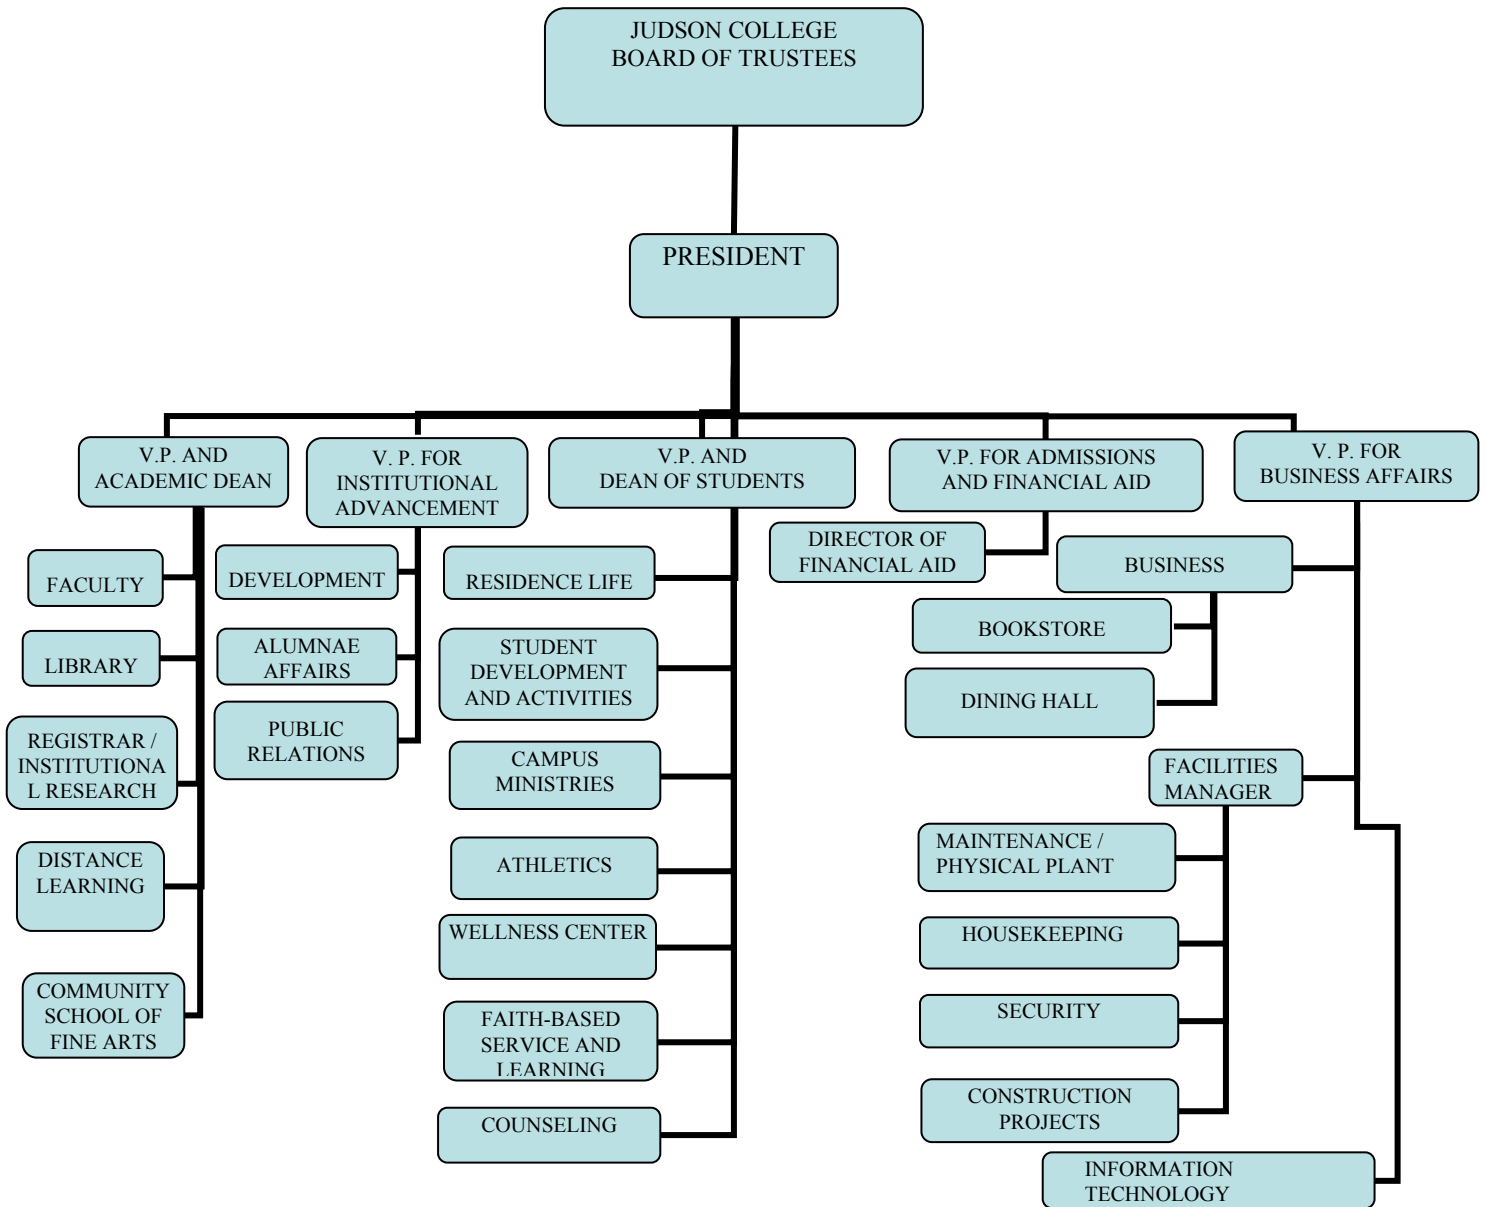 JUDSON COLLEGE
BOARD OF TRUSTEES
PRESIDENT
V.P. AND
ACADEMIC DEAN
V. P. FOR
INSTITUTIONAL
ADVANCEMENT
V.P. AND
DEAN OF STUDENTS
V.P. FOR ADMISSIONS
AND FINANCIAL AID
V. P. FOR
BUSINESS AFFAIRS
FACULTY
LIBRARY
REGISTRAR /
INSTITUTIONA
L RESEARCH
DISTANCE
LEARNING
COMMUNITY
SCHOOL OF
FINE ARTS
DEVELOPMENT
ALUMNAE
AFFAIRS
PUBLIC
RELATIONS
RESIDENCE LIFE
STUDENT
DEVELOPMENT
AND ACTIVITIES
CAMPUS
MINISTRIES
ATHLETICS
WELLNESS CENTER
FAITH-BASED
SERVICE AND
LEARNING
COUNSELING
DIRECTOR OF
FINANCIAL AID
BUSINESS
BOOKSTORE
DINING HALL
FACILITIES
MANAGER
MAINTENANCE /
PHYSICAL PLANT
HOUSEKEEPING
SECURITY
CONSTRUCTION
PROJECTS
INFORMATION
TECHNOLOGY